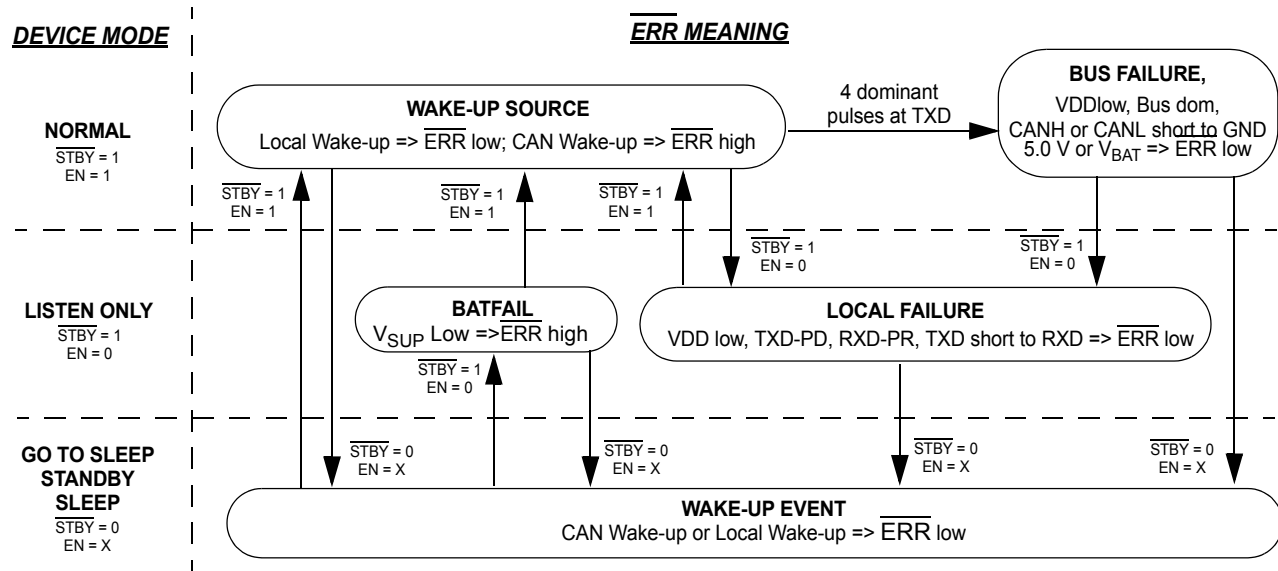 DEVICE MODE
ERR MEANING
NORMAL
STBY = 1
EN = 1
WAKE-UP SOURCE
Local Wake-up => ERR low; CAN Wake-up => ERR high
4 dominant
pulses at TXD
BUS FAILURE,
VDDlow, Bus dom,
CANH or CANL short to GND
5.0 V or VBAT => ERR low
STBY = 1
EN = 1
STBY = 1
EN = 1
STBY = 1
EN = 1
STBY = 1
EN = 0
STBY = 1
EN = 0
LISTEN ONLY
STBY = 1
EN = 0
BATFAIL
VSUP Low =>ERR high
LOCAL FAILURE
VDD low, TXD-PD, RXD-PR, TXD short to RXD => ERR low
STBY = 1
EN = 0
GO TO SLEEP
STANDBY
SLEEP
STBY = 0
EN = X
STBY = 0
EN = X
STBY = 0
EN = X
STBY = 0
EN = X
STBY = 0
EN = X
WAKE-UP EVENT
CAN Wake-up or Local Wake-up => ERR low